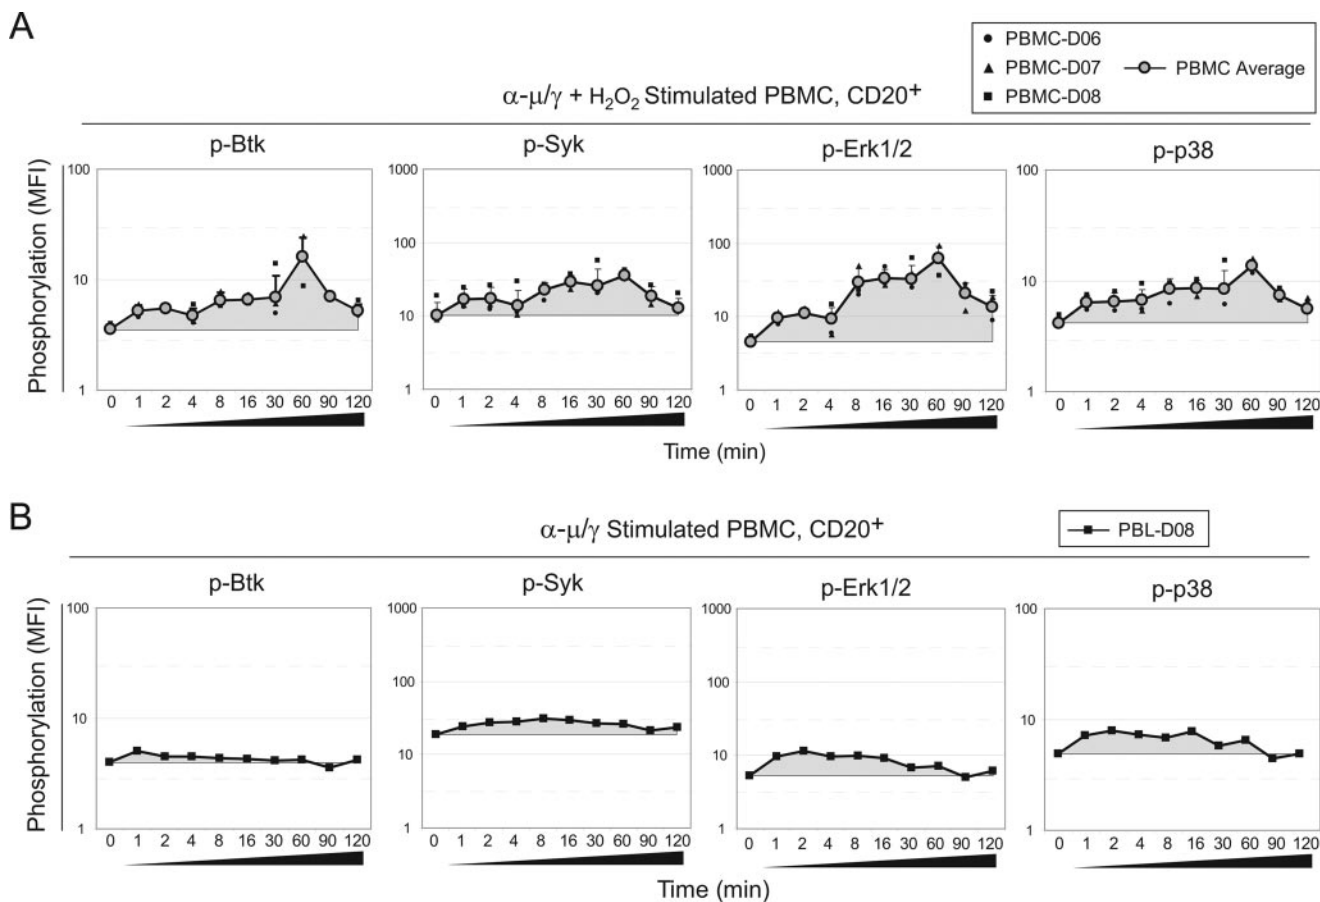 A
PBMC-D06
PBMC-D07
PBMC-D08
PBMC Average
α-μ/γ + H₂O₂ Stimulated PBMC, CD20⁺
p-Btk
p-Syk
p-Erk1/2
p-p38
Phosphorylation (MFI)
100
10
1
0 1 2 4 8 16 30 60 90 120
1000
100
10
1
0 1 2 4 8 16 30 60 90 120
1000
100
10
1
0 1 2 4 8 16 30 60 90 120
100
10
1
0 1 2 4 8 16 30 60 90 120
Time (min)
B
α-μ/γ Stimulated PBMC, CD20⁺
PBL-D08
p-Btk
p-Syk
p-Erk1/2
p-p38
Phosphorylation (MFI)
100
10
1
0 1 2 4 8 16 30 60 90 120
1000
100
10
1
0 1 2 4 8 16 30 60 90 120
1000
100
10
1
0 1 2 4 8 16 30 60 90 120
100
10
1
0 1 2 4 8 16 30 60 90 120
Time (min)